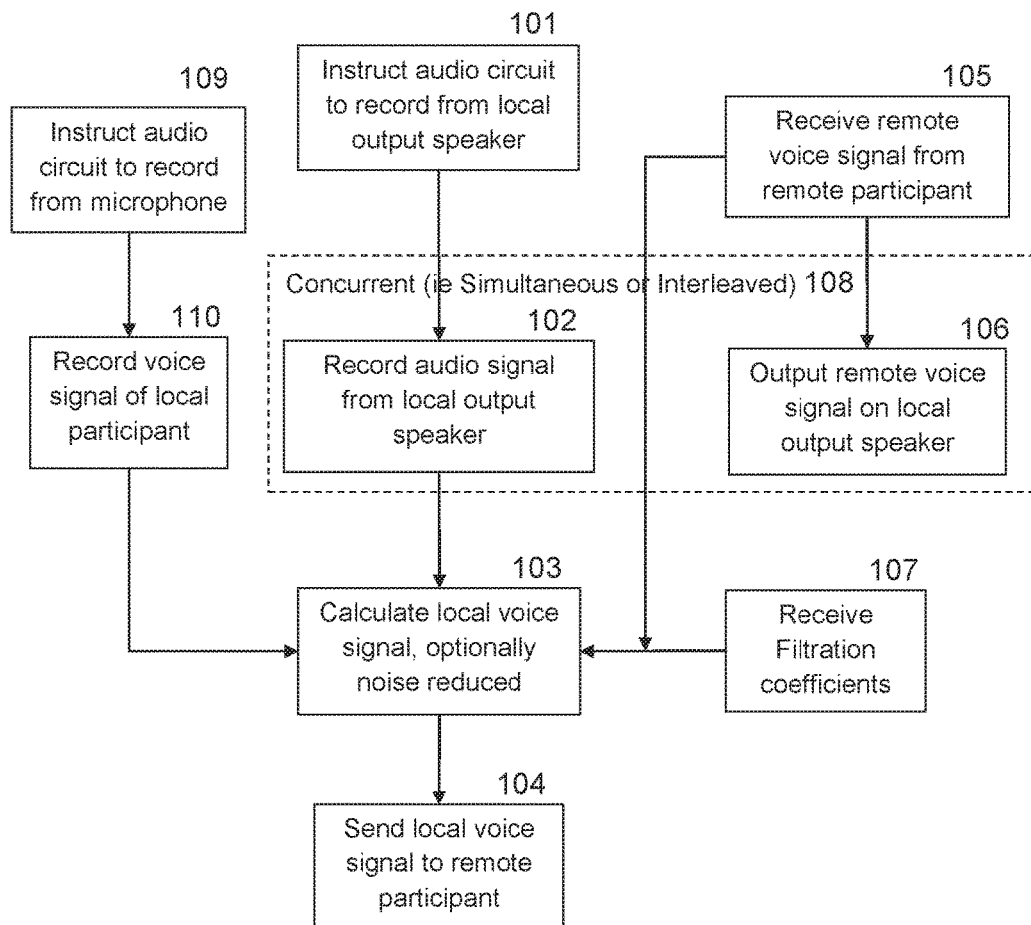 101
Instruct audio circuit
to record from local
output speaker
109
Instruct audio
circuit to record
from microphone
105
Receive remote
voice signal from
remote participant
Concurrent (ie Simultaneous or Interleaved) 108
110
Record voice
signal of local
participant
102
Record audio signal
from local output
speaker
106
Output remote voice
signal on local
output speaker
103
Calculate local voice
signal, optionally
noise reduced
107
Receive
Filtration
coefficients
104
Send local voice
signal to remote
participant